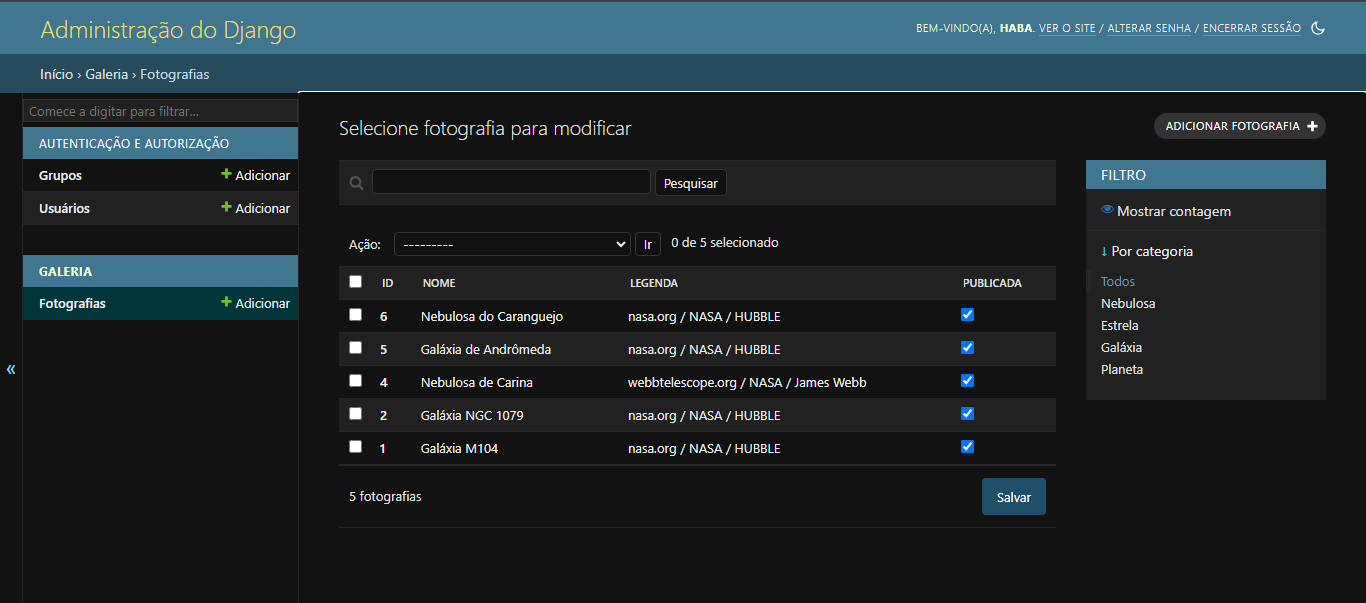 Administração do Django
BEM-VINDO(A), HABA. VER O SITE / ALTERAR SENHA / ENCERRAR SESSÃO
Início › Galeria › Fotografias
Comece a digitar para filtrar...
AUTENTICAÇÃO E AUTORIZAÇÃO
Grupos + Adicionar
Usuários + Adicionar
GALERIA
Fotografias + Adicionar
«
Selecione fotografia para modificar
ADICIONAR FOTOGRAFIA +
Pesquisar
Ação: --------- Ir 0 de 5 selecionado
ID NOME LEGENDA PUBLICADA
6 Nebulosa do Caranguejo nasa.org / NASA / HUBBLE
5 Galáxia de Andrômeda nasa.org / NASA / HUBBLE
4 Nebulosa de Carina webbtelescope.org / NASA / James Webb
2 Galáxia NGC 1079 nasa.org / NASA / HUBBLE
1 Galáxia M104 nasa.org / NASA / HUBBLE
5 fotografias
Salvar
FILTRO
Mostrar contagem
↓ Por categoria
Todos
Nebulosa
Estrela
Galáxia
Planeta